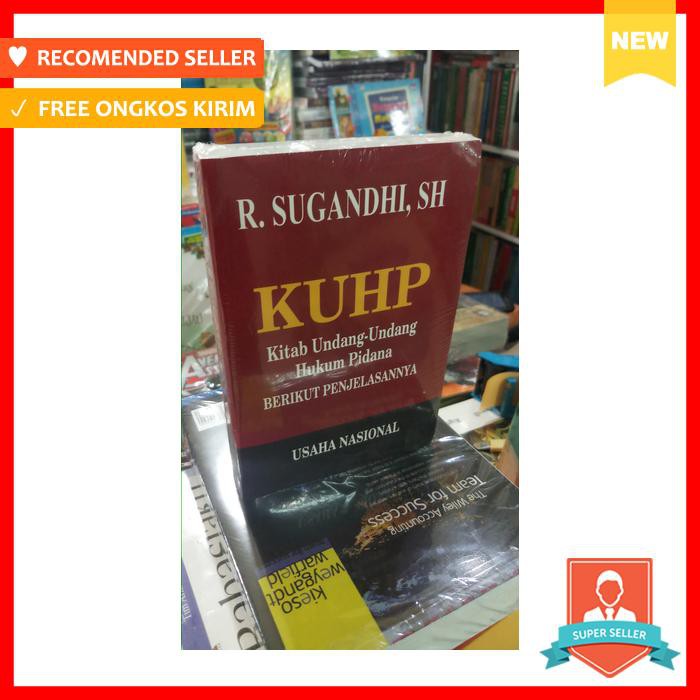 RECOMENDED SELLER
FREE ONGKOS KIRIM
NEW
R. SUGANDHI, SH
KUHP
Kitab Undang-Undang
Hukum Pidana
BERIKUT PENJELASANNYA
USAHA NASIONAL
The Wiley Accounting
Team for Success
kieso
weygandt
warfield
SUPER SELLER